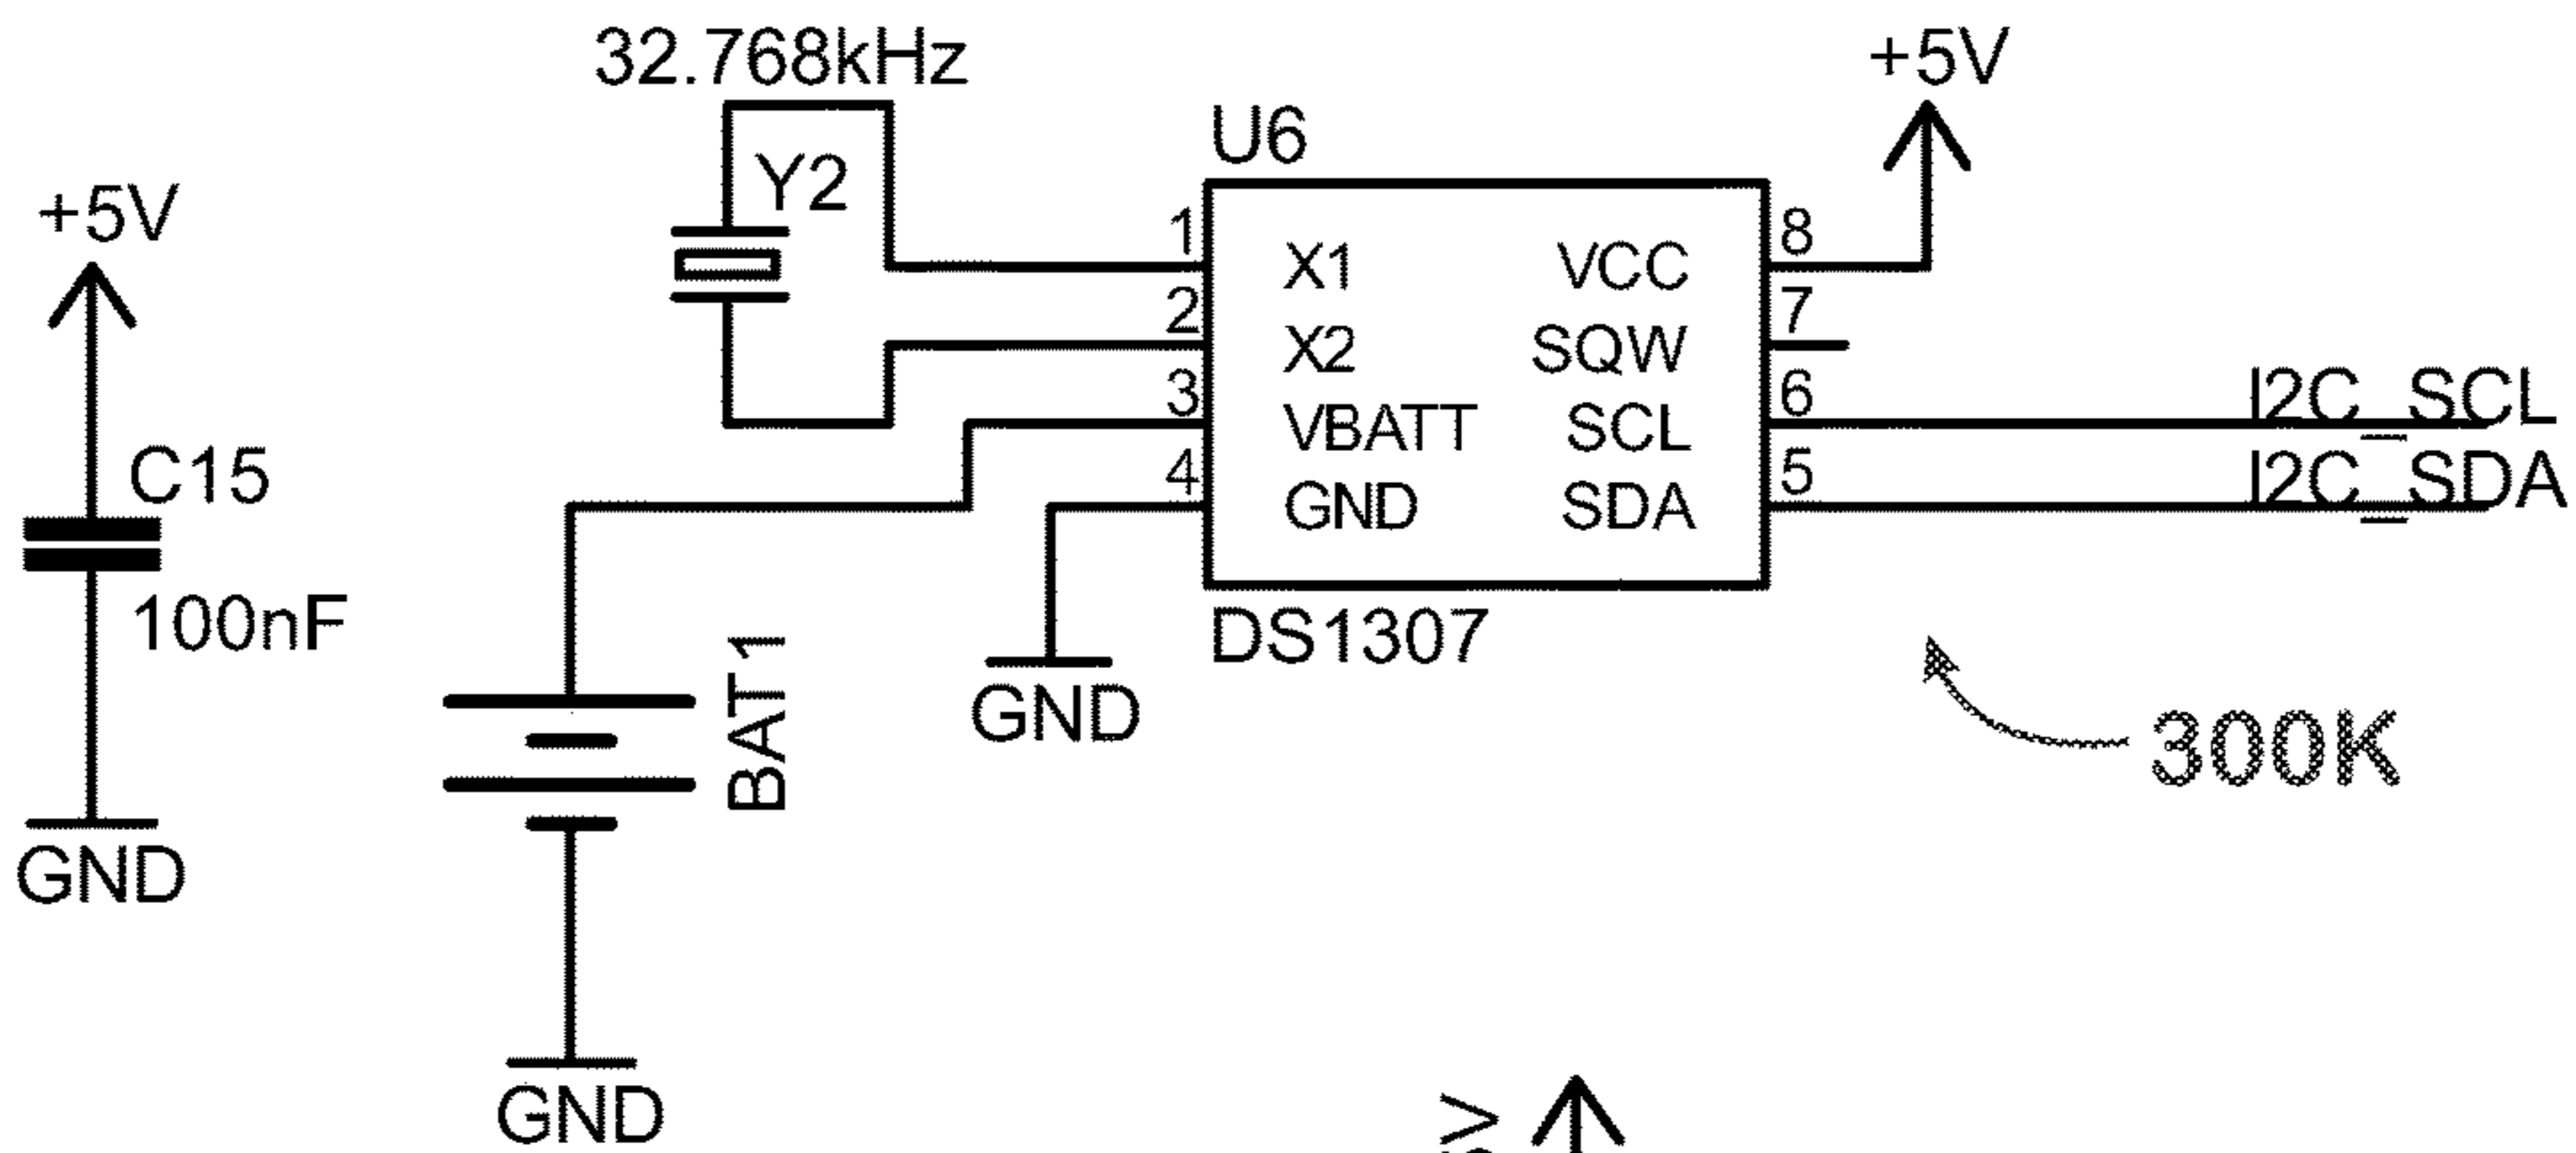 32.768kHz
+5V
U6
Y2
+5V
1
X1
VCC
8
2
X2
SQW
7
3
VBATT
SCL
6
I2C_SCL
4
GND
SDA
5
I2C_SDA
C15
100nF
DS1307
BAT1
GND
300K
GND
GND